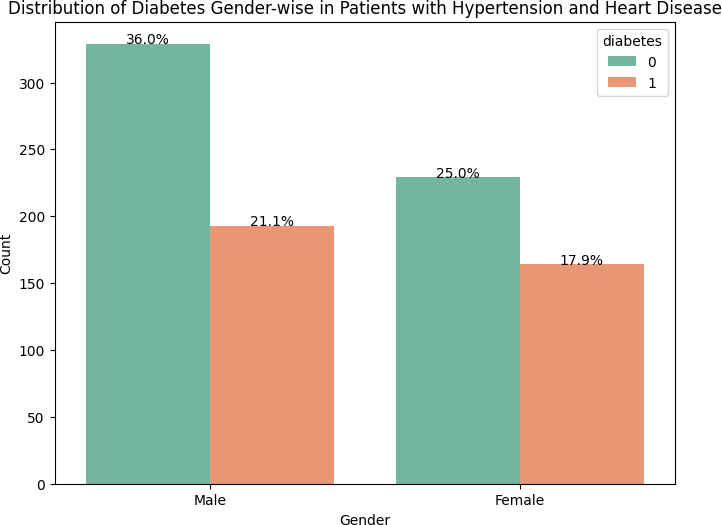 Distribution of Diabetes Gender-wise in Patients with Hypertension and Heart Disease
36.0%
21.1%
25.0%
17.9%
diabetes
0
1
300
250
200
150
100
50
0
Count
Male
Female
Gender